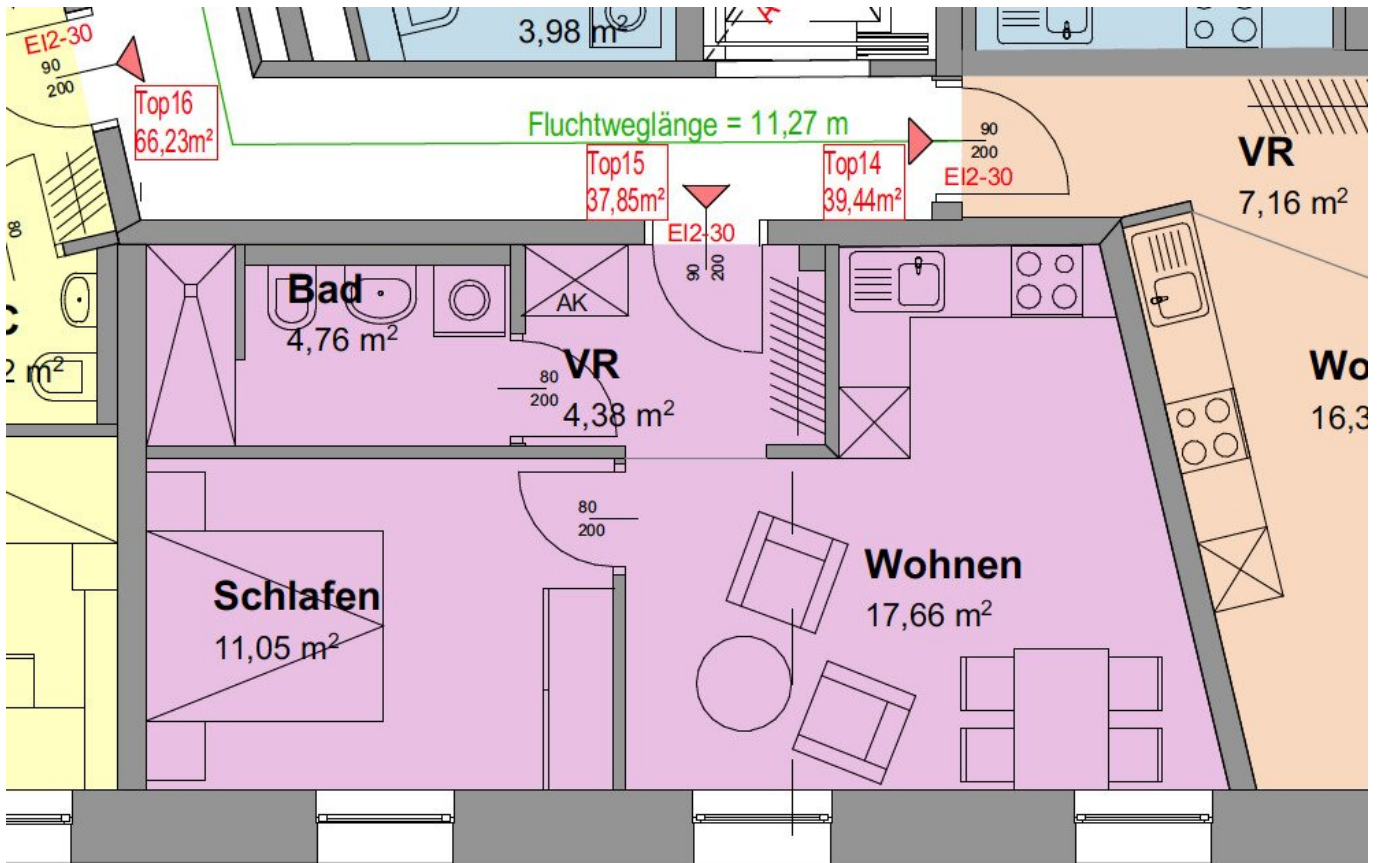 EI2-30
90
200
3,98 m²
Top16
66,23m²
Fluchtweglänge = 11,27 m
Top15
37,85m²
Top14
39,44m²
90
200
EI2-30
VR
7,16 m²
EI2-30
90
200
80
Bad
4,76 m²
AK
VR
4,38 m²
80
200
C
2 m²
Wo
16,3
80
200
Schlafen
11,05 m²
Wohnen
17,66 m²